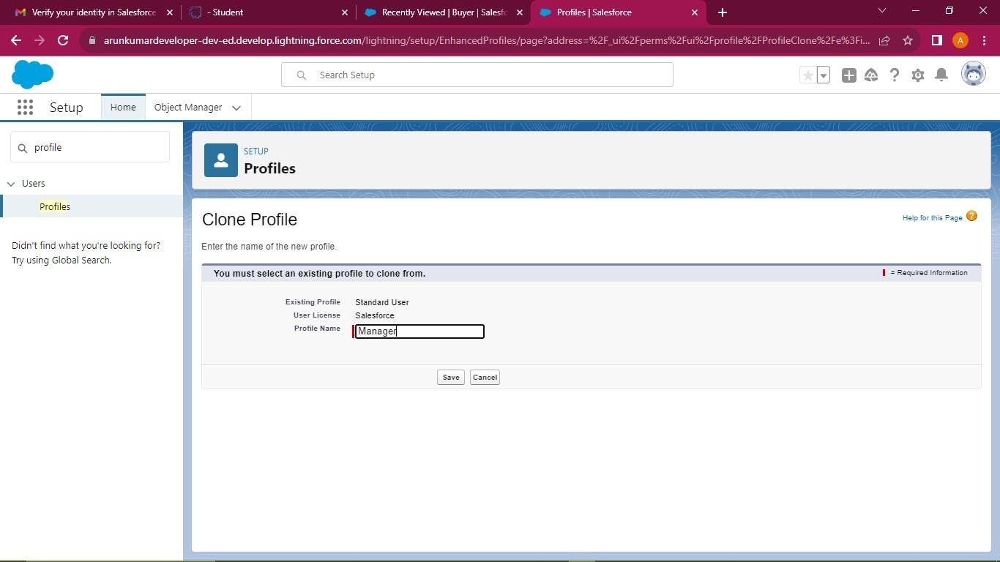 Verify your identity in Salesforce
- Student
Recently Viewed | Buyer | Salesfo
Profiles | Salesforce
arunkumardeveloper-dev-ed.develop.lightning.force.com/lightning/setup/EnhancedProfiles/page?address=%2F_ui%2Fperms%2Fui%2Fprofile%2FProfileClone%2Fe%3Fi...
A
Search Setup
Setup
Home
Object Manager
profile
Users
Profiles
Didn't find what you're looking for?
Try using Global Search.
SETUP
Profiles
Clone Profile
Help for this Page
?
Enter the name of the new profile.
You must select an existing profile to clone from.
= Required Information
Existing Profile Standard User
User License Salesforce
Profile Name Manager
Save Cancel